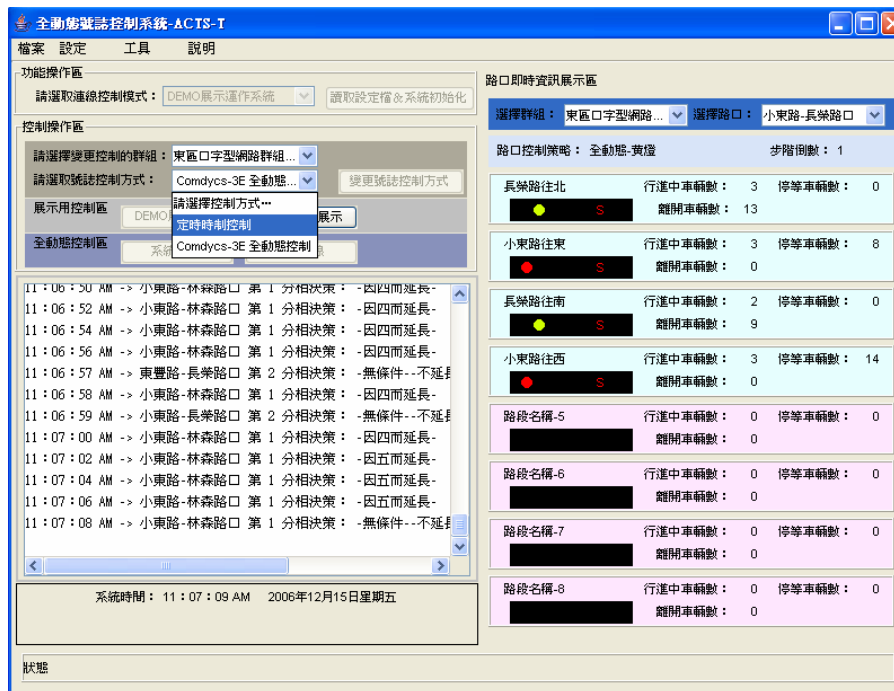 全動態號誌控制系統-ACTS-T
檔案 設定 工具 說明
功能操作區
請選取連線控制模式： DEMO展示運作系統 讀取設定檔&系統初始化
控制操作區
請選擇變更控制的群組： 東區口字型網路群組...
請選取號誌控制方式： Comdycs-3E 全動態... 變更號誌控制方式
請選擇控制方式…
定時時制控制
Comdycs-3E 全動態控制
展示用控制區 DEMO 展示
全動態控制區 系統
11：06：50 AM -> 小東路-林森路口 第 1 分相決策： -因四而延長-
11：06：52 AM -> 小東路-林森路口 第 1 分相決策： -因四而延長-
11：06：54 AM -> 小東路-林森路口 第 1 分相決策： -因四而延長-
11：06：56 AM -> 小東路-林森路口 第 1 分相決策： -因四而延長-
11：06：57 AM -> 東豐路-長榮路口 第 2 分相決策： -無條件--不延長
11：06：58 AM -> 小東路-林森路口 第 1 分相決策： -因四而延長-
11：06：59 AM -> 小東路-長榮路口 第 2 分相決策： -無條件--不延長
11：07：00 AM -> 小東路-林森路口 第 1 分相決策： -因四而延長-
11：07：02 AM -> 小東路-林森路口 第 1 分相決策： -因五而延長-
11：07：04 AM -> 小東路-林森路口 第 1 分相決策： -因五而延長-
11：07：06 AM -> 小東路-林森路口 第 1 分相決策： -因五而延長-
11：07：08 AM -> 小東路-林森路口 第 1 分相決策： -無條件--不延長
系統時間： 11：07：09 AM 2006年12月15日星期五
狀態
路口即時資訊展示區
選擇群組： 東區口字型網路... 選擇路口： 小東路-長榮路口
路口控制策略： 全動態-黃燈 步階倒數： 1
長榮路往北 行進中車輛數： 3 停等車輛數： 0
S 離開車輛數： 13
小東路往東 行進中車輛數： 3 停等車輛數： 8
S 離開車輛數： 0
長榮路往南 行進中車輛數： 2 停等車輛數： 0
S 離開車輛數： 9
小東路往西 行進中車輛數： 3 停等車輛數： 14
S 離開車輛數： 0
路段名稱-5 行進中車輛數： 0 停等車輛數： 0
離開車輛數： 0
路段名稱-6 行進中車輛數： 0 停等車輛數： 0
離開車輛數： 0
路段名稱-7 行進中車輛數： 0 停等車輛數： 0
離開車輛數： 0
路段名稱-8 行進中車輛數： 0 停等車輛數： 0
離開車輛數： 0